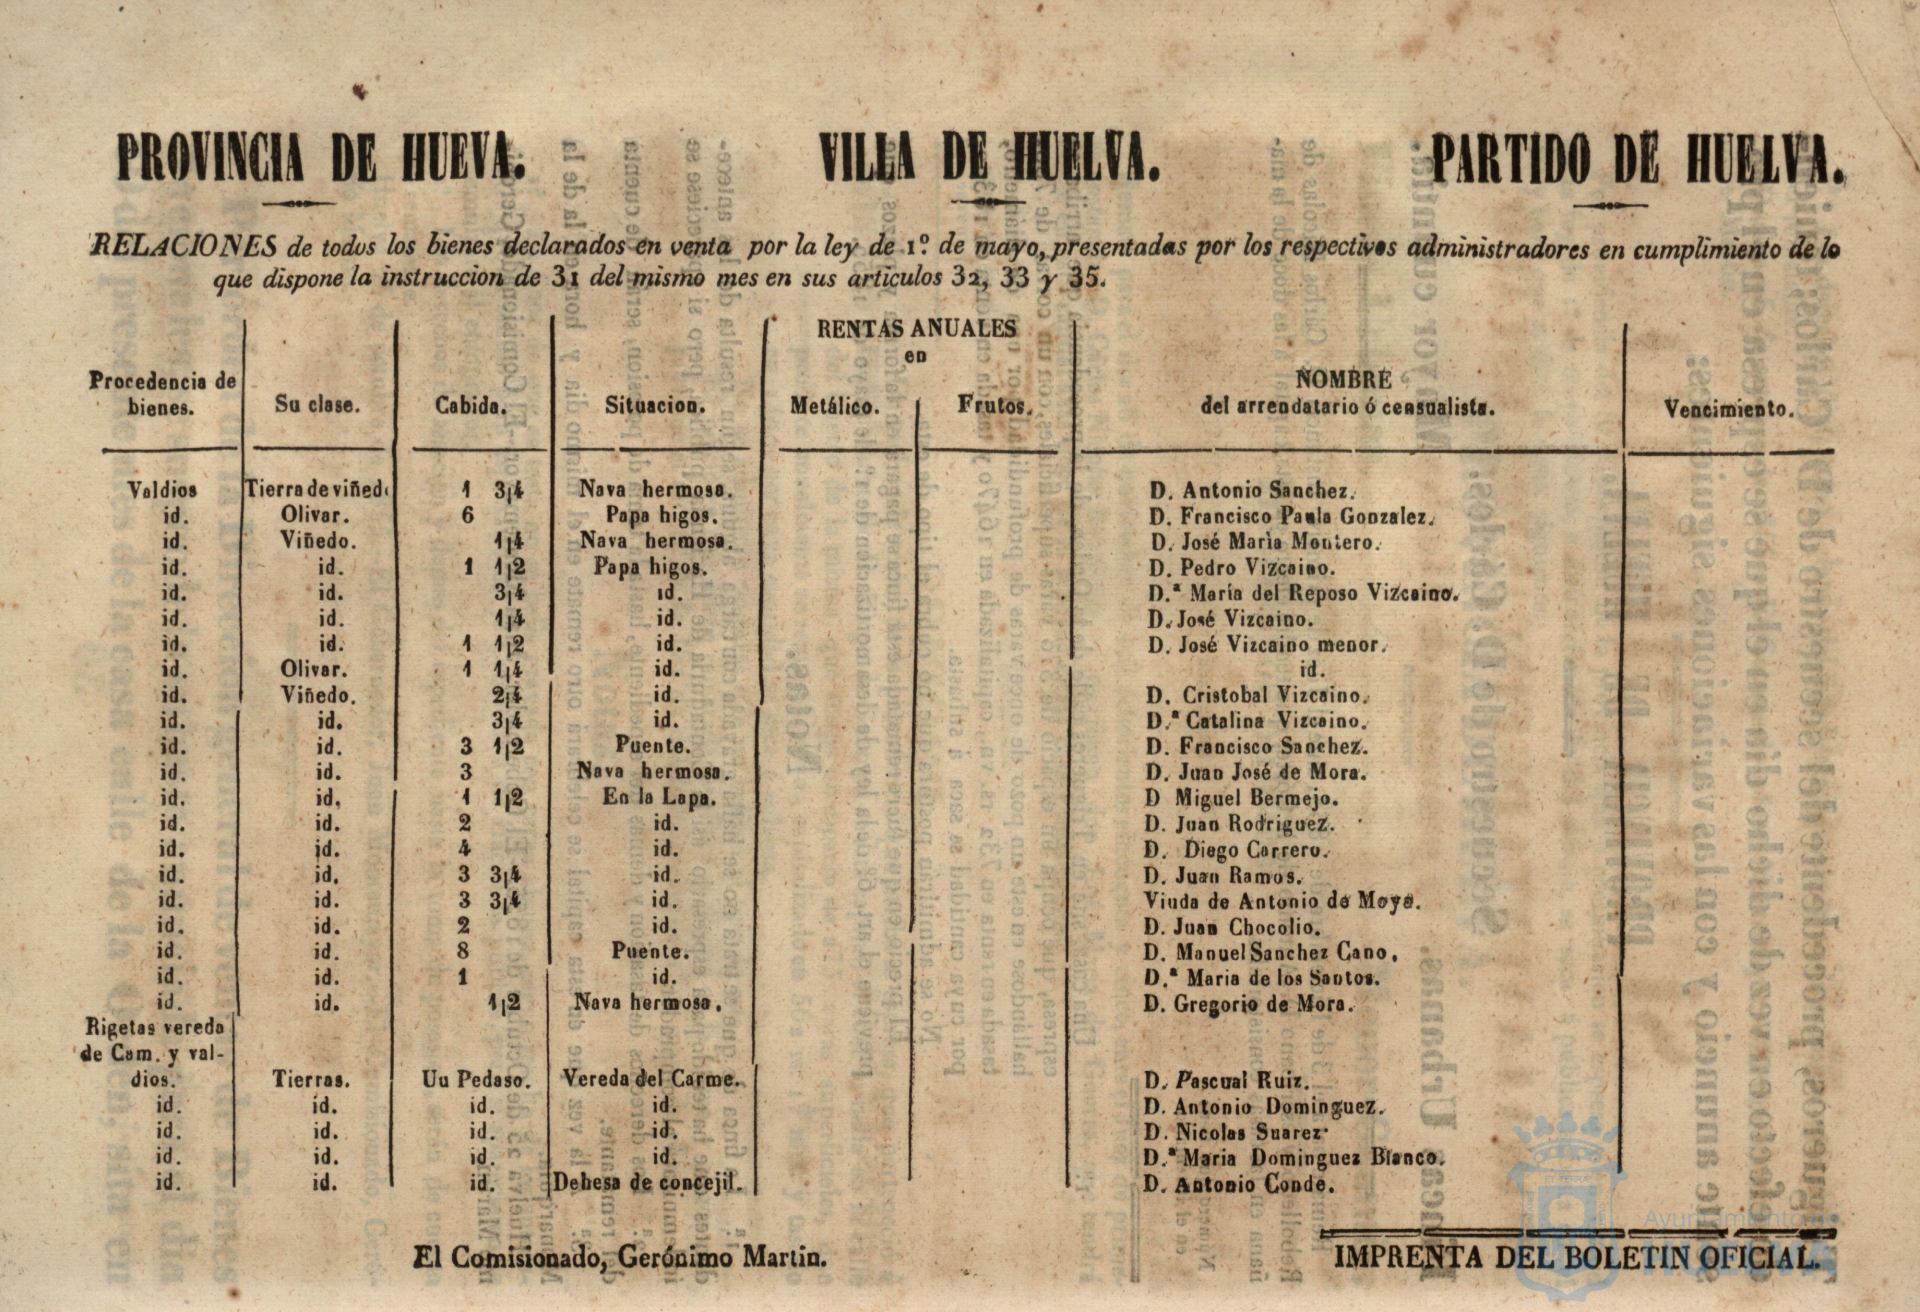 PROVINCIA DE HUEVA. VILLA DE HUELVA. PARTIDO DE HUELVA.
RELACIONES de todos los bienes declarados en venta por la ley de 1.º de mayo, presentadas por los respectivos administradores en cumplimiento de lo
que dispone la instruccion de 31 del mismo mes en sus articulos 32, 33 y 35.
RENTAS ANUALES
en
Procedencia de bienes. Su clase. Cabida. Situacion. Metálico. Frutos. NOMBRE del arrendatario ó censualista. Vencimiento.
Valdios Tierra de viñed 1 3|4 Nava hermosa. D. Antonio Sanchez.
id. Olivar. 6 Papa higos. D. Francisco Paula Gonzalez.
id. Viñedo. 1|4 Nava hermosa. D. José Maria Montero.
id. id. 1 1|2 Papa higos. D. Pedro Vizcaino.
id. id. 3|4 id. D.ª María del Reposo Vizcaino.
id. id. 1|4 id. D. José Vizcaino.
id. id. 1 1|2 id. D. José Vizcaino menor.
id. Olivar. 1 1|4 id. id.
id. Viñedo. 2|4 id. D. Cristobal Vizcaino.
id. id. 3|4 id. D.ª Catalina Vizcaino.
id. id. 3 1|2 Puente. D. Francisco Sanchez.
id. id. 3 Nava hermosa. D. Juan José de Mora.
id. id. 1 1|2 En la Lapa. D Miguel Bermejo.
id. id. 2 id. D. Juan Rodriguez.
id. id. 4 id. D. Diego Carrero.
id. id. 3 3|4 id. D. Juan Ramos.
id. id. 3 3|4 id. Viuda de Antonio de Moya.
id. id. 2 id. D. Juan Chocolio.
id. id. 8 Puente. D. Manuel Sanchez Cano.
id. id. 1 id. D.ª Maria de los Santos.
id. id. 1|2 Nava hermosa. D. Gregorio de Mora.
Rigetas vereda
de Cam. y val-
dios. Tierras. Uu Pedaso. Vereda del Carme. D. Pascual Ruiz.
id. id. id. id. D. Antonio Dominguez.
id. id. id. id. D. Nicolas Suarez
id. id. id. id. D.ª Maria Dominguez Blanco.
id. id. id. Dehesa de concejil. D. Antonio Conde.
El Comisionado, Gerónimo Martin. IMPRENTA DEL BOLETIN OFICIAL.
Ayuntamiento